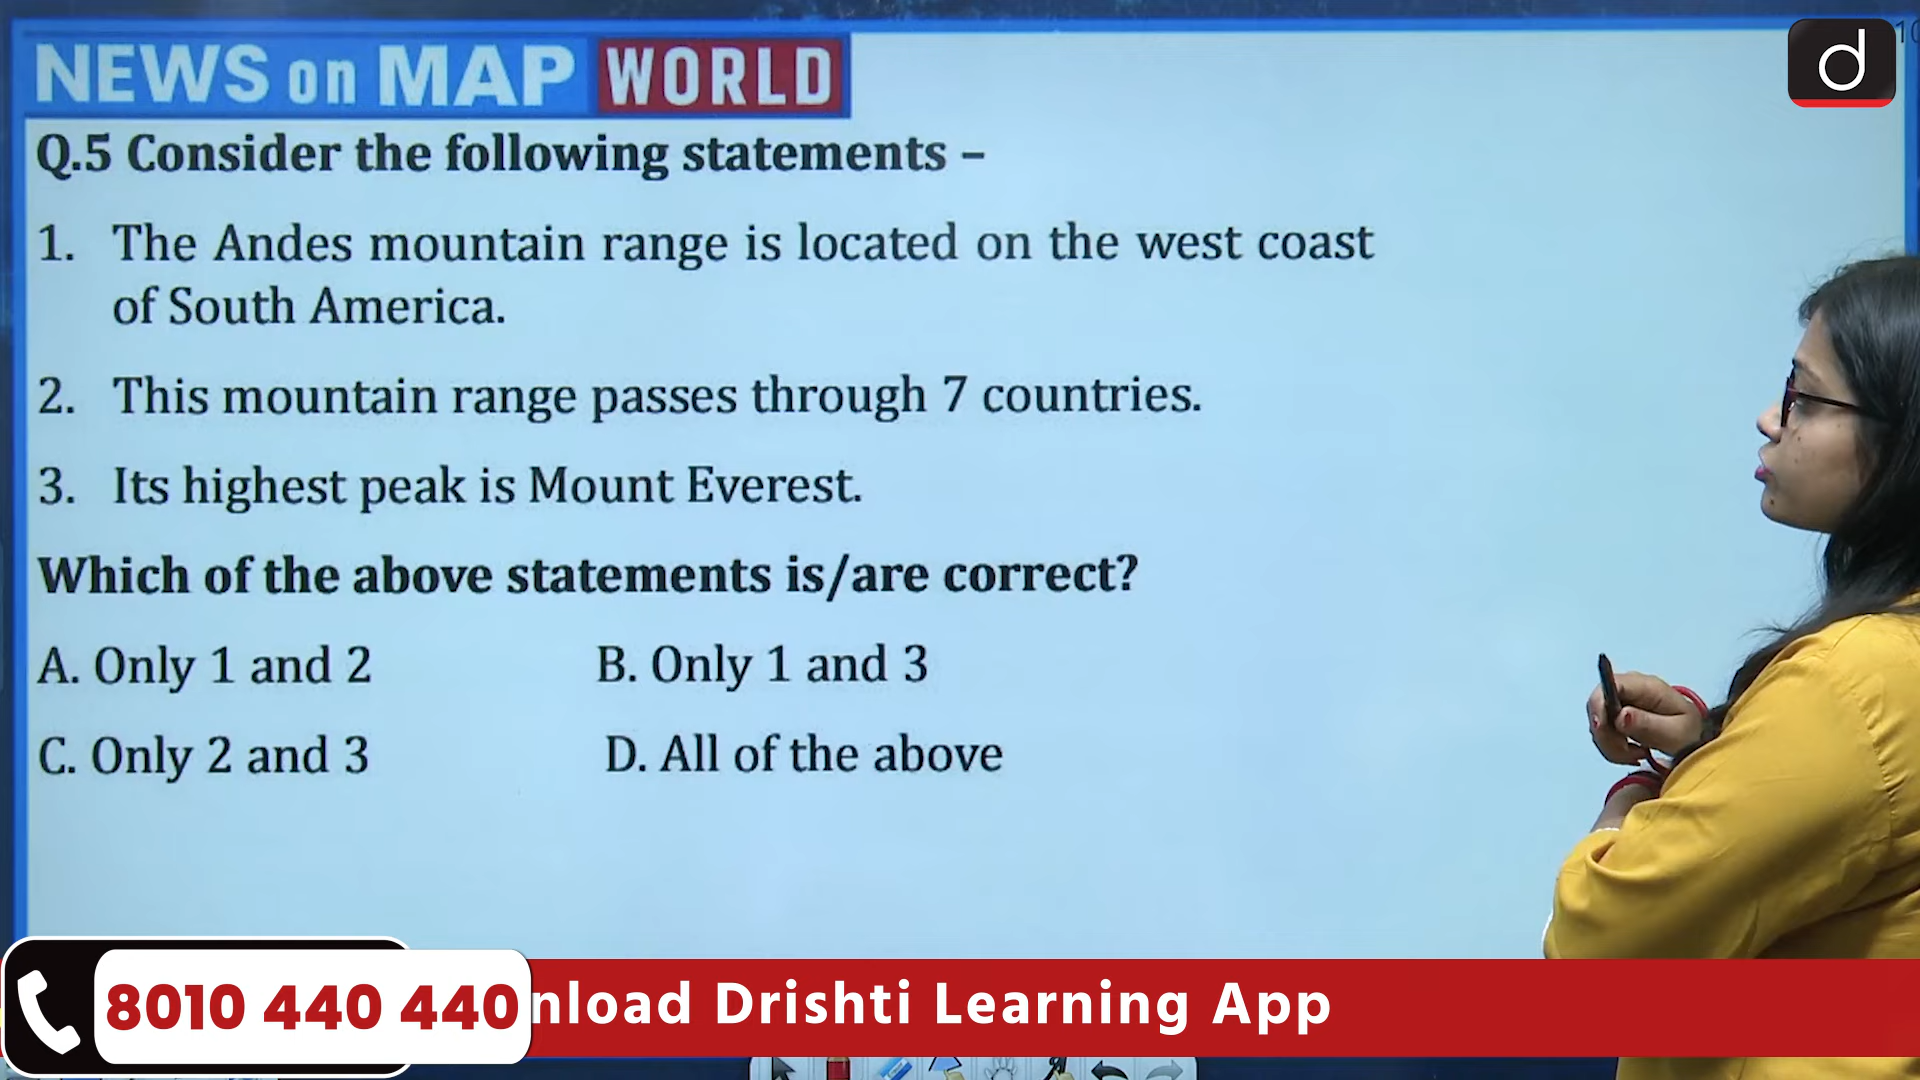 NEWS on MAP WORLD
10
d
Q.5 Consider the following statements –
1. The Andes mountain range is located on the west coast
of South America.
2. This mountain range passes through 7 countries.
3. Its highest peak is Mount Everest.
Which of the above statements is/are correct?
A. Only 1 and 2 B. Only 1 and 3
C. Only 2 and 3 D. All of the above
8010 440 440 nload Drishti Learning App